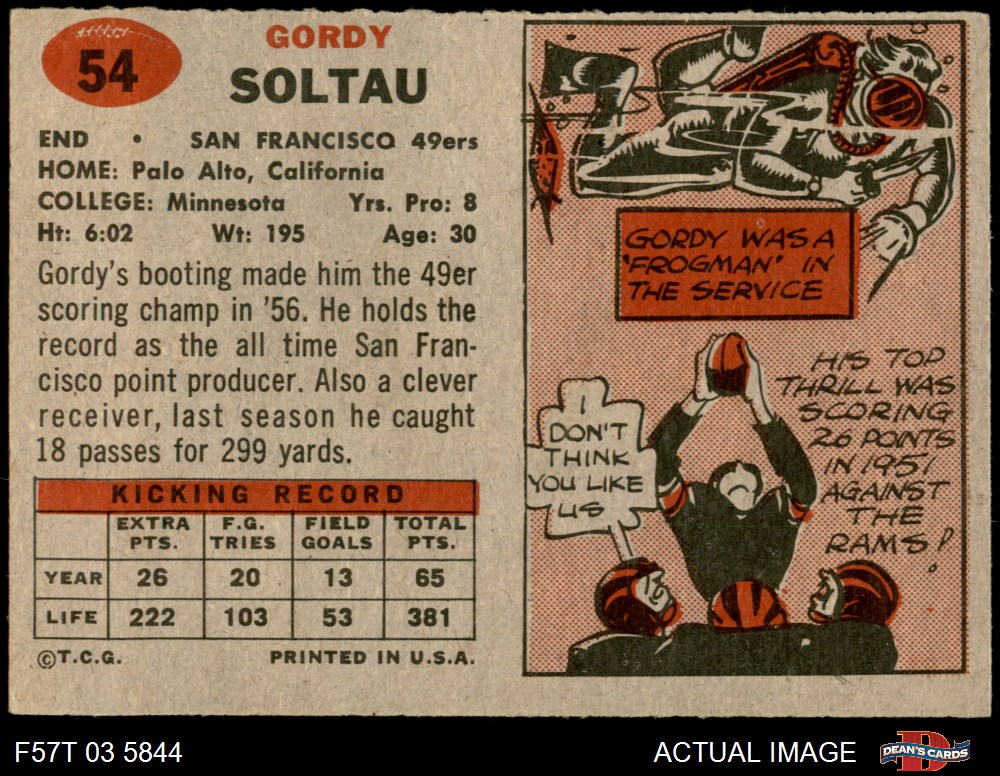 54
GORDY
SOLTAU
END • SAN FRANCISCO 49ers
HOME: Palo Alto, California
COLLEGE: Minnesota Yrs. Pro: 8
Ht: 6:02 Wt: 195 Age: 30
Gordy's booting made him the 49er
scoring champ in '56. He holds the
record as the all time San Fran-
cisco point producer. Also a clever
receiver, last season he caught
18 passes for 299 yards.
KICKING RECORD
EXTRA PTS. F.G. TRIES FIELD GOALS TOTAL PTS.
YEAR 26 20 13 65
LIFE 222 103 53 381
©T.C.G. PRINTED IN U.S.A.
GORDY WAS A
'FROGMAN' IN
THE SERVICE
I
DON'T
THINK
YOU LIKE
US
HIS TOP
THRILL WAS
SCORING
26 POINTS
IN 1951
AGAINST
THE
RAMS!
F57T 03 5844
ACTUAL IMAGE
D
DEAN'S CARDS